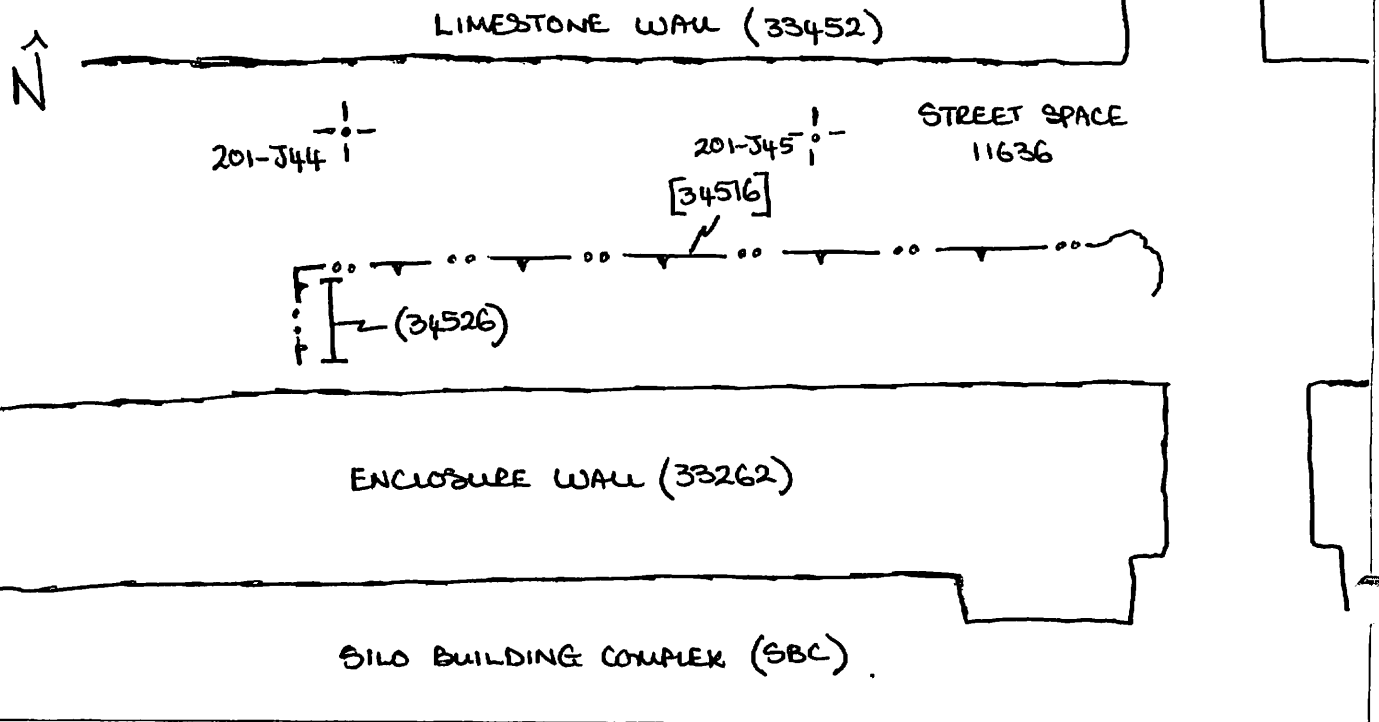 LIMESTONE WALL (33452)
N
201-J44
201-J45
STREET SPACE
11636
[34516]
(34526)
ENCLOSURE WALL (33262)
SILO BUILDING COMPLEX (SBC).